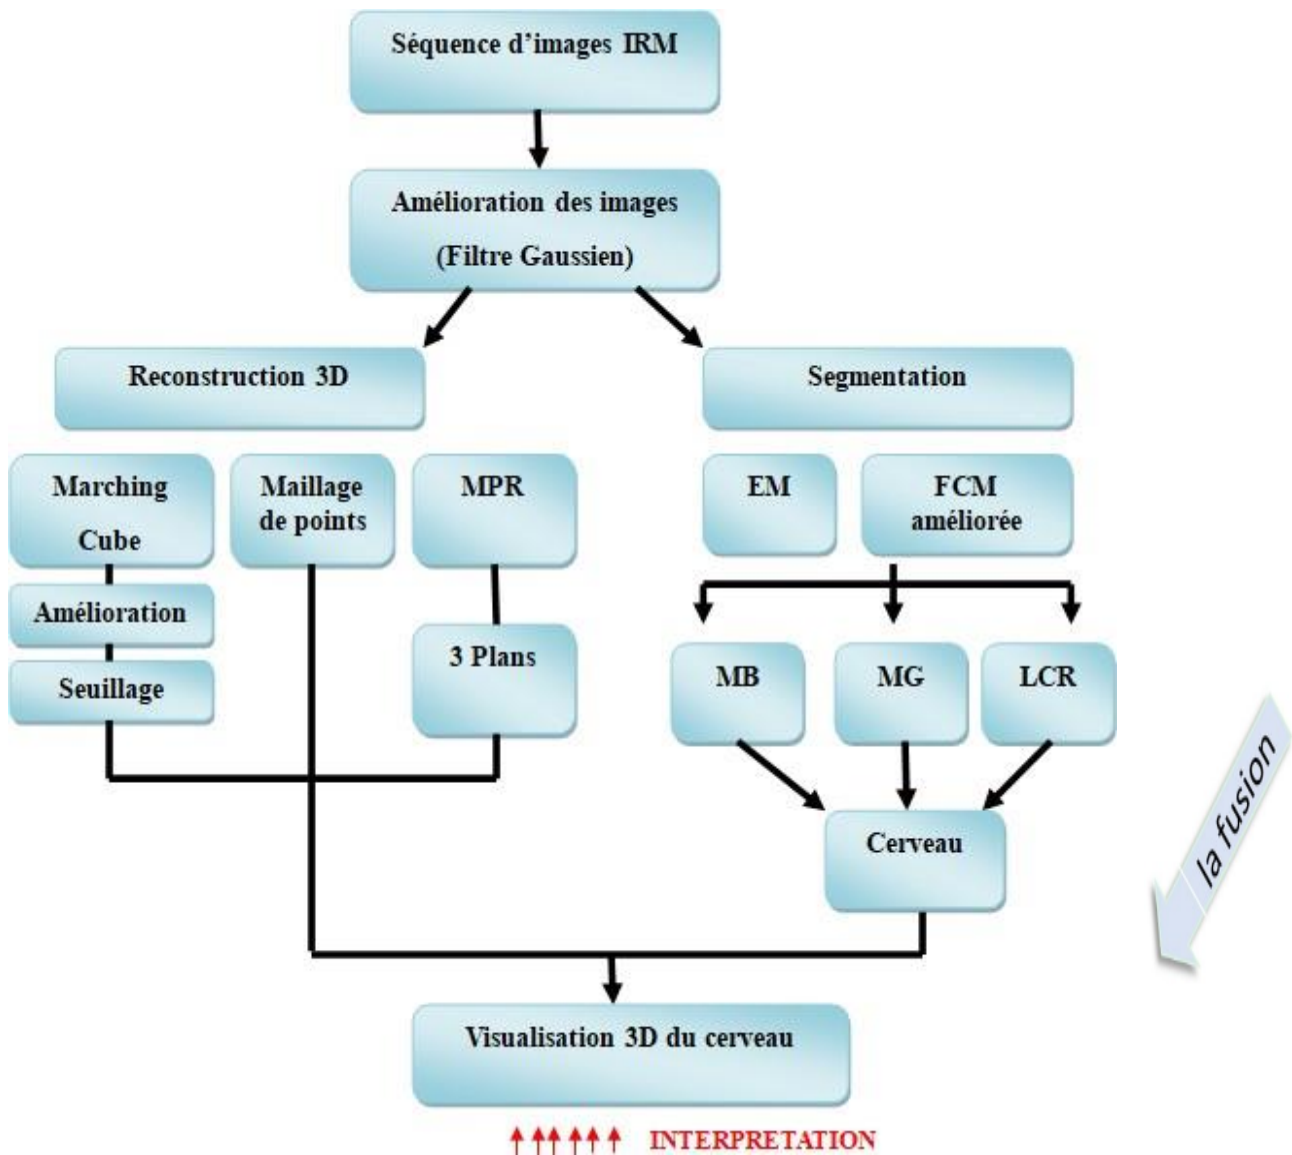 Séquence d'images IRM
Amélioration des images
(Filtre Gaussien)
Reconstruction 3D
Segmentation
Marching
Cube
Maillage
de points
MPR
EM
FCM
améliorée
Amélioration
Seuillage
3 Plans
MB
MG
LCR
Cerveau
la fusion
Visualisation 3D du cerveau
INTERPRETATION